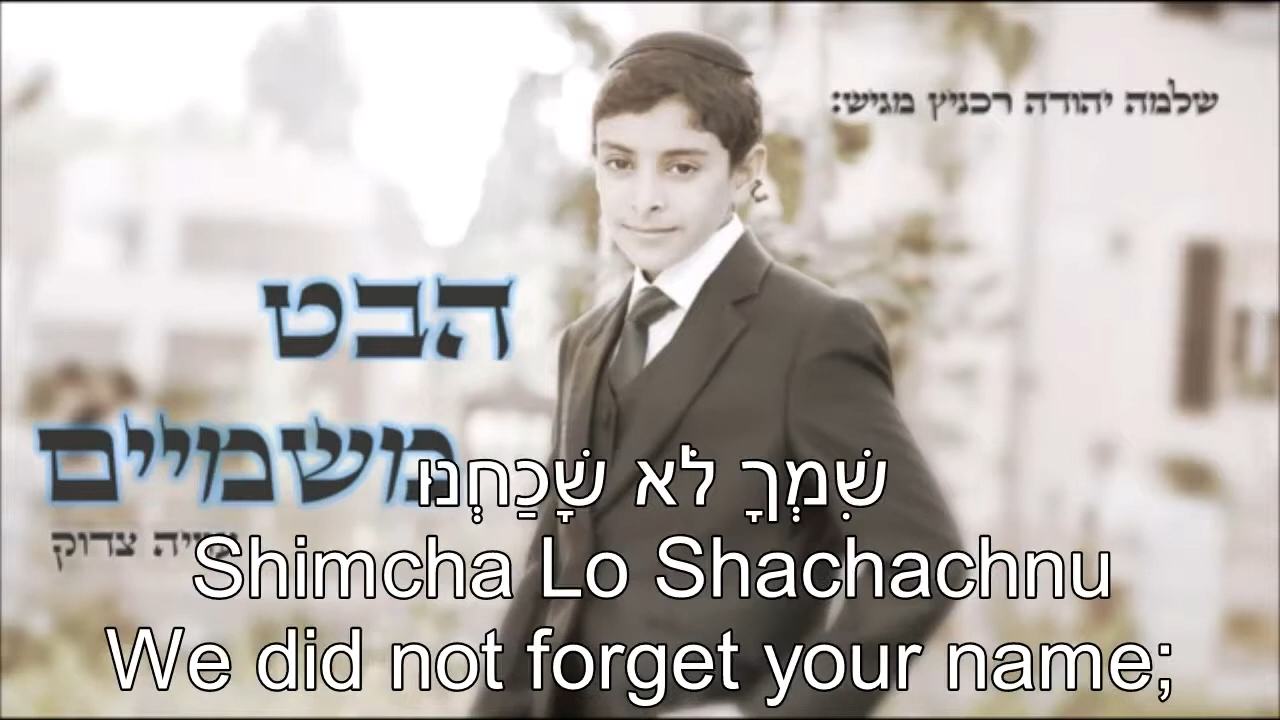 שלמה יהודה רכניץ מגיש:
הבט
משמיים
צדוק
שִׁמְךָ לֹא שָׁכַחְנוּ
Shimcha Lo Shachachnu
We did not forget your name;